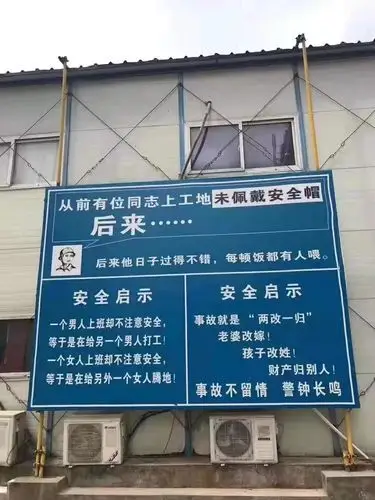 从前有位同志上工地未佩戴安全帽
后来……
后来他日子过得不错，每顿饭都有人喂。
安全启示
一个男人上班却不注意安全，
等于是在给另一个男人打工！
一个女人上班却不注意安全，
等于是在给另外一个女人腾地！
安全启示
事故就是“两改一归”
老婆改嫁！
孩子改姓！
财产归别人！
事故不留情 警钟长鸣